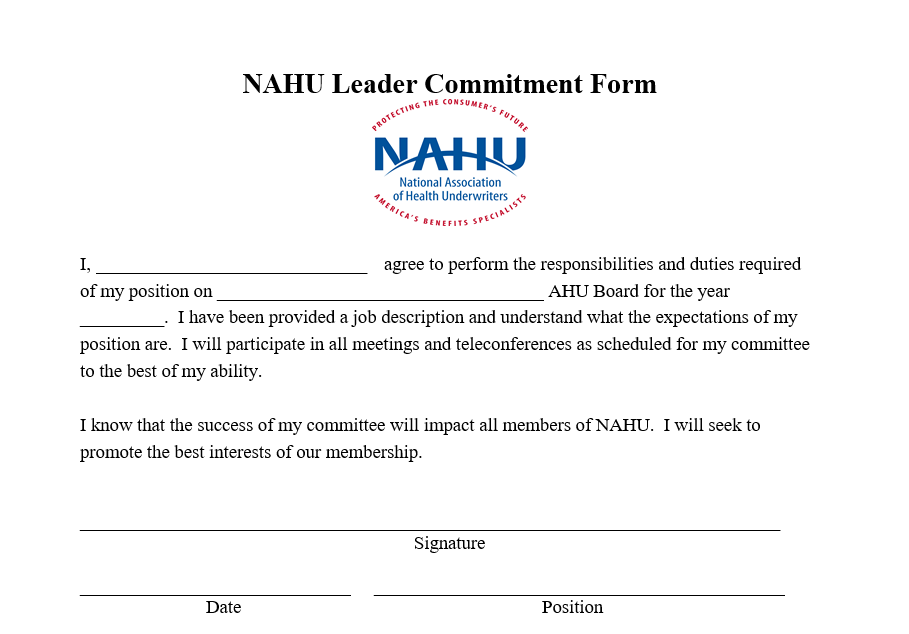 NAHU Leader Commitment Form
PROTECTING THE CONSUMER'S FUTURE
NAHU
National Association
of Health Underwriters
AMERICA'S BENEFITS SPECIALISTS
I, _____________________________ agree to perform the responsibilities and duties required
of my position on ___________________________________ AHU Board for the year
_________. I have been provided a job description and understand what the expectations of my
position are. I will participate in all meetings and teleconferences as scheduled for my committee
to the best of my ability.
I know that the success of my committee will impact all members of NAHU. I will seek to
promote the best interests of our membership.
Signature
Date Position